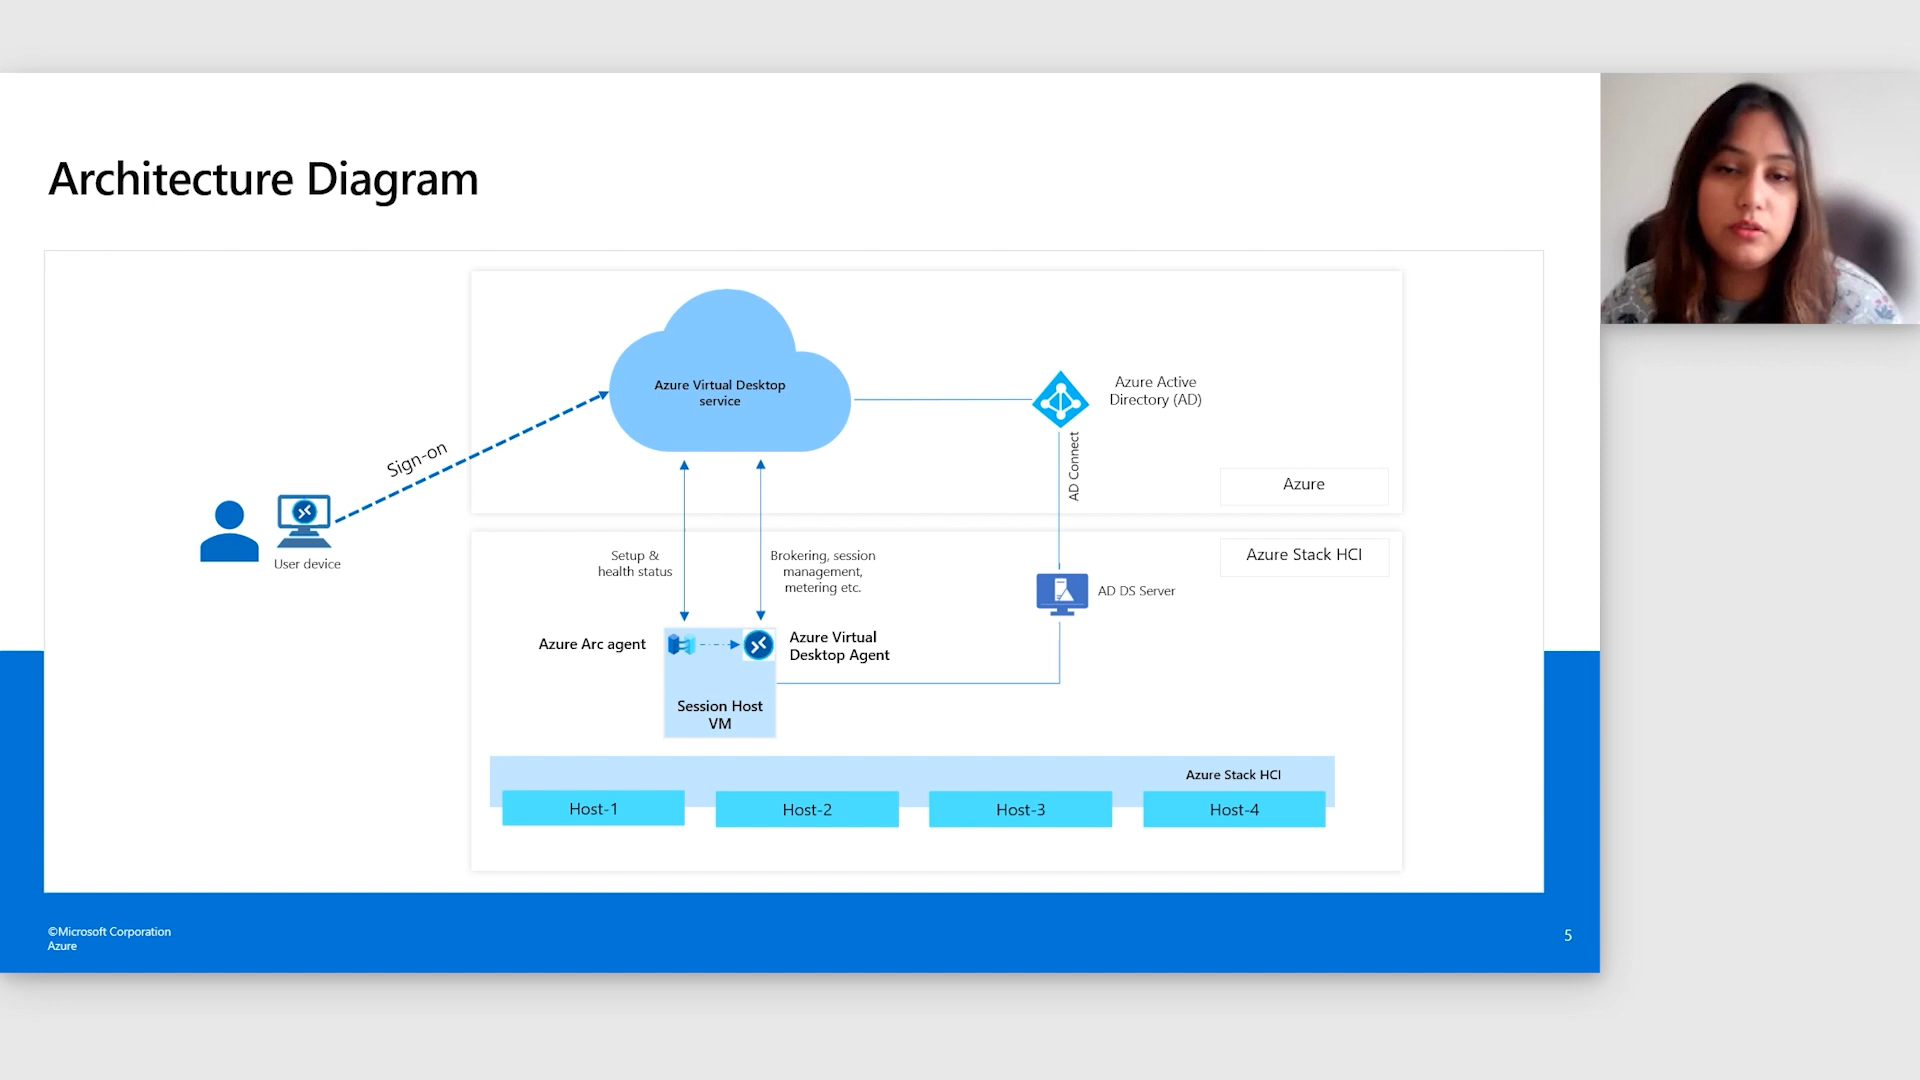 Architecture Diagram
Azure Virtual Desktop
service
Azure Active
Directory (AD)
Sign-on
AD Connect
Azure
User device
Setup &
health status
Brokering, session
management,
metering etc.
Azure Stack HCI
AD DS Server
Azure Arc agent
Azure Virtual
Desktop Agent
Session Host
VM
Azure Stack HCI
Host-1
Host-2
Host-3
Host-4
©Microsoft Corporation
Azure
5